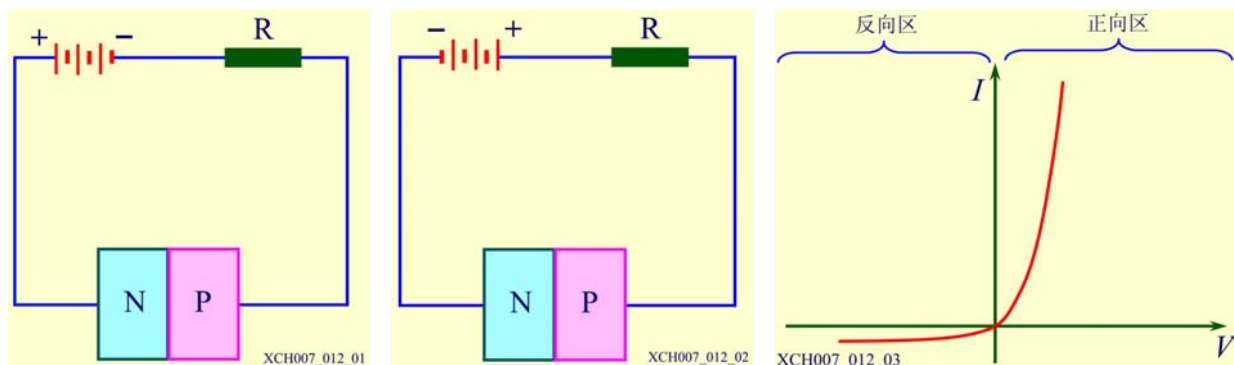 + − R
N P
XCH007_012_01
− + R
N P
XCH007_012_02
反向区 正向区
I
V
XCH007_012_03